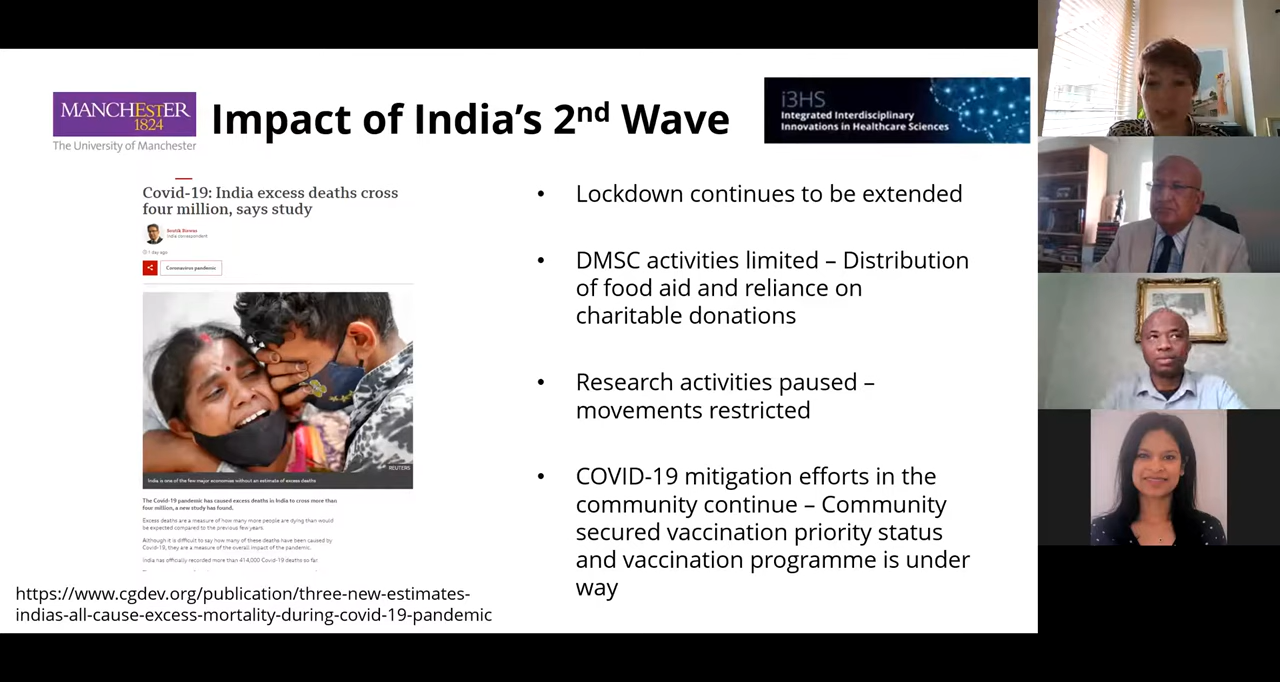 MANCHESTER
1824
The University of Manchester
Impact of India's 2nd Wave
i3HS
Integrated Interdisciplinary
Innovations in Healthcare Sciences
Covid-19: India excess deaths cross
four million, says study
Soutik Biswas
India correspondent
1 day ago
Coronavirus pandemic
REUTERS
India is one of the few major economies without an estimate of excess deaths
The Covid-19 pandemic has caused excess deaths in India to cross more than
four million, a new study has found.
Excess deaths are a measure of how many more people are dying than would
be expected compared to the previous few years.
Although it is difficult to say how many of these deaths have been caused by
Covid-19, they are a measure of the overall impact of the pandemic.
India has officially recorded more than 414,000 Covid-19 deaths so far.
https://www.cgdev.org/publication/three-new-estimates-
indias-all-cause-excess-mortality-during-covid-19-pandemic
• Lockdown continues to be extended
• DMSC activities limited – Distribution
of food aid and reliance on
charitable donations
• Research activities paused –
movements restricted
• COVID-19 mitigation efforts in the
community continue – Community
secured vaccination priority status
and vaccination programme is under
way